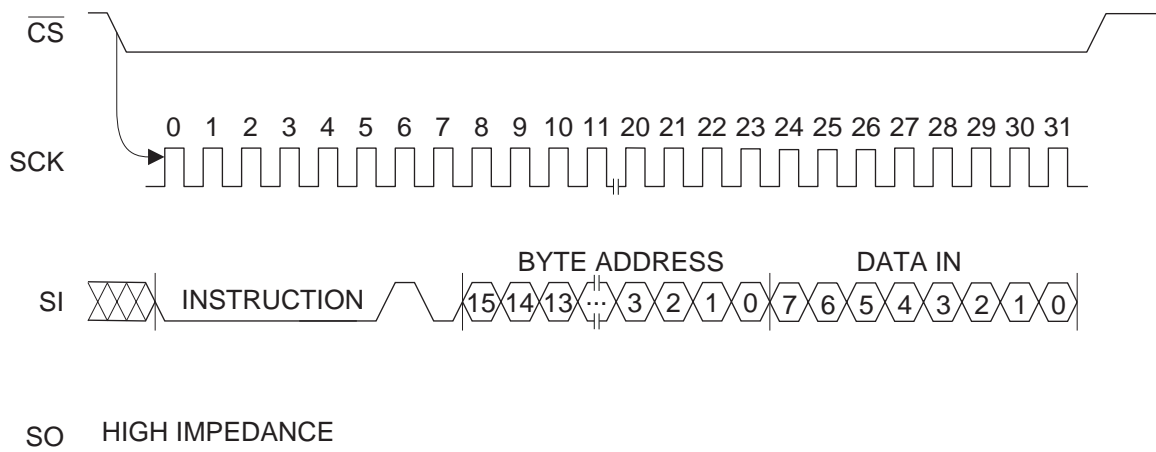 CS
0 1 2 3 4 5 6 7 8 9 10 11 20 21 22 23 24 25 26 27 28 29 30 31
SCK
BYTE ADDRESS DATA IN
SI INSTRUCTION 15 14 13 ... 3 2 1 0 7 6 5 4 3 2 1 0
SO HIGH IMPEDANCE